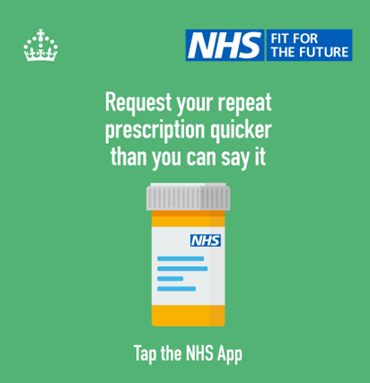 NHS FIT FOR
THE FUTURE
Request your repeat
prescription quicker
than you can say it
NHS
Tap the NHS App